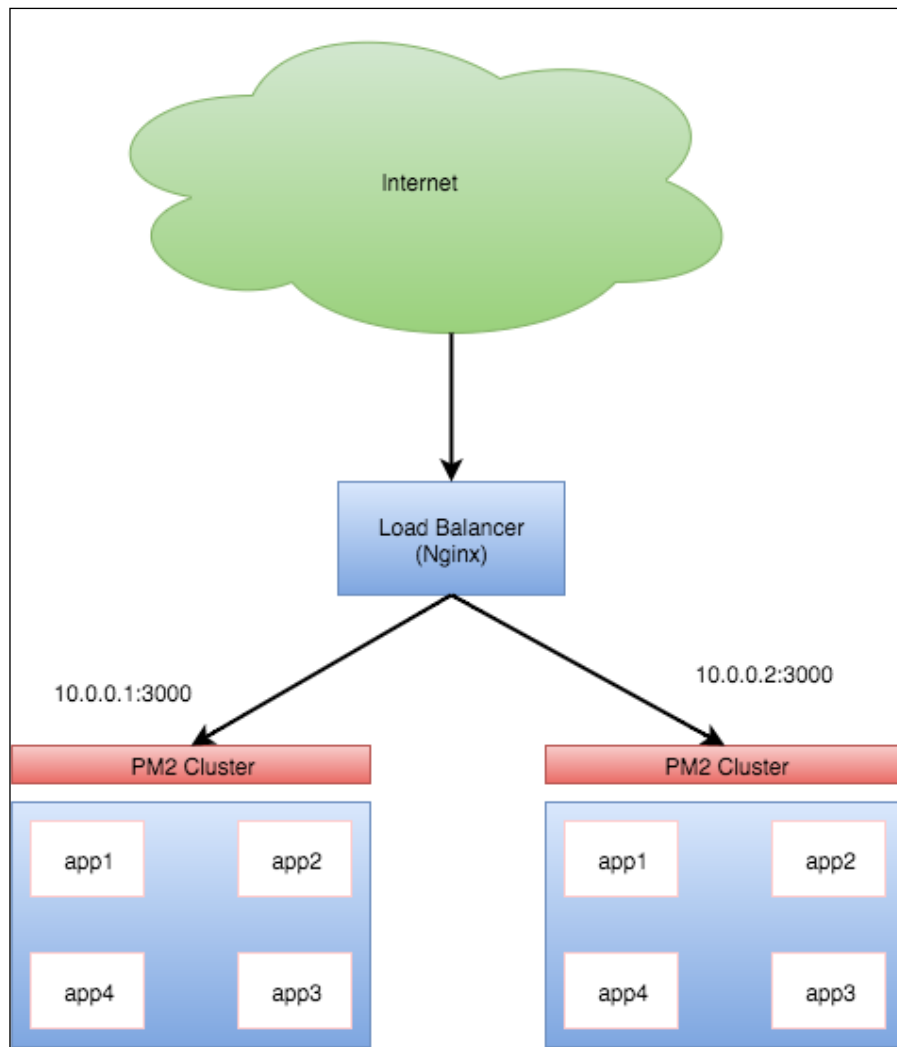 Internet
Load Balancer
(Nginx)
10.0.0.1:3000
10.0.0.2:3000
PM2 Cluster
PM2 Cluster
app1
app2
app1
app2
app4
app3
app4
app3